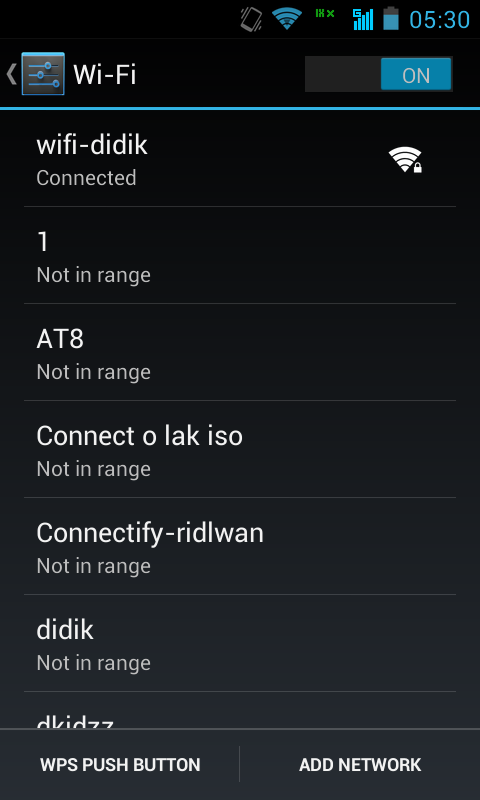 05:30
Wi-Fi
ON
wifi-didik
Connected
1
Not in range
AT8
Not in range
Connect o lak iso
Not in range
Connectify-ridlwan
Not in range
didik
Not in range
dkidzz
WPS PUSH BUTTON
ADD NETWORK